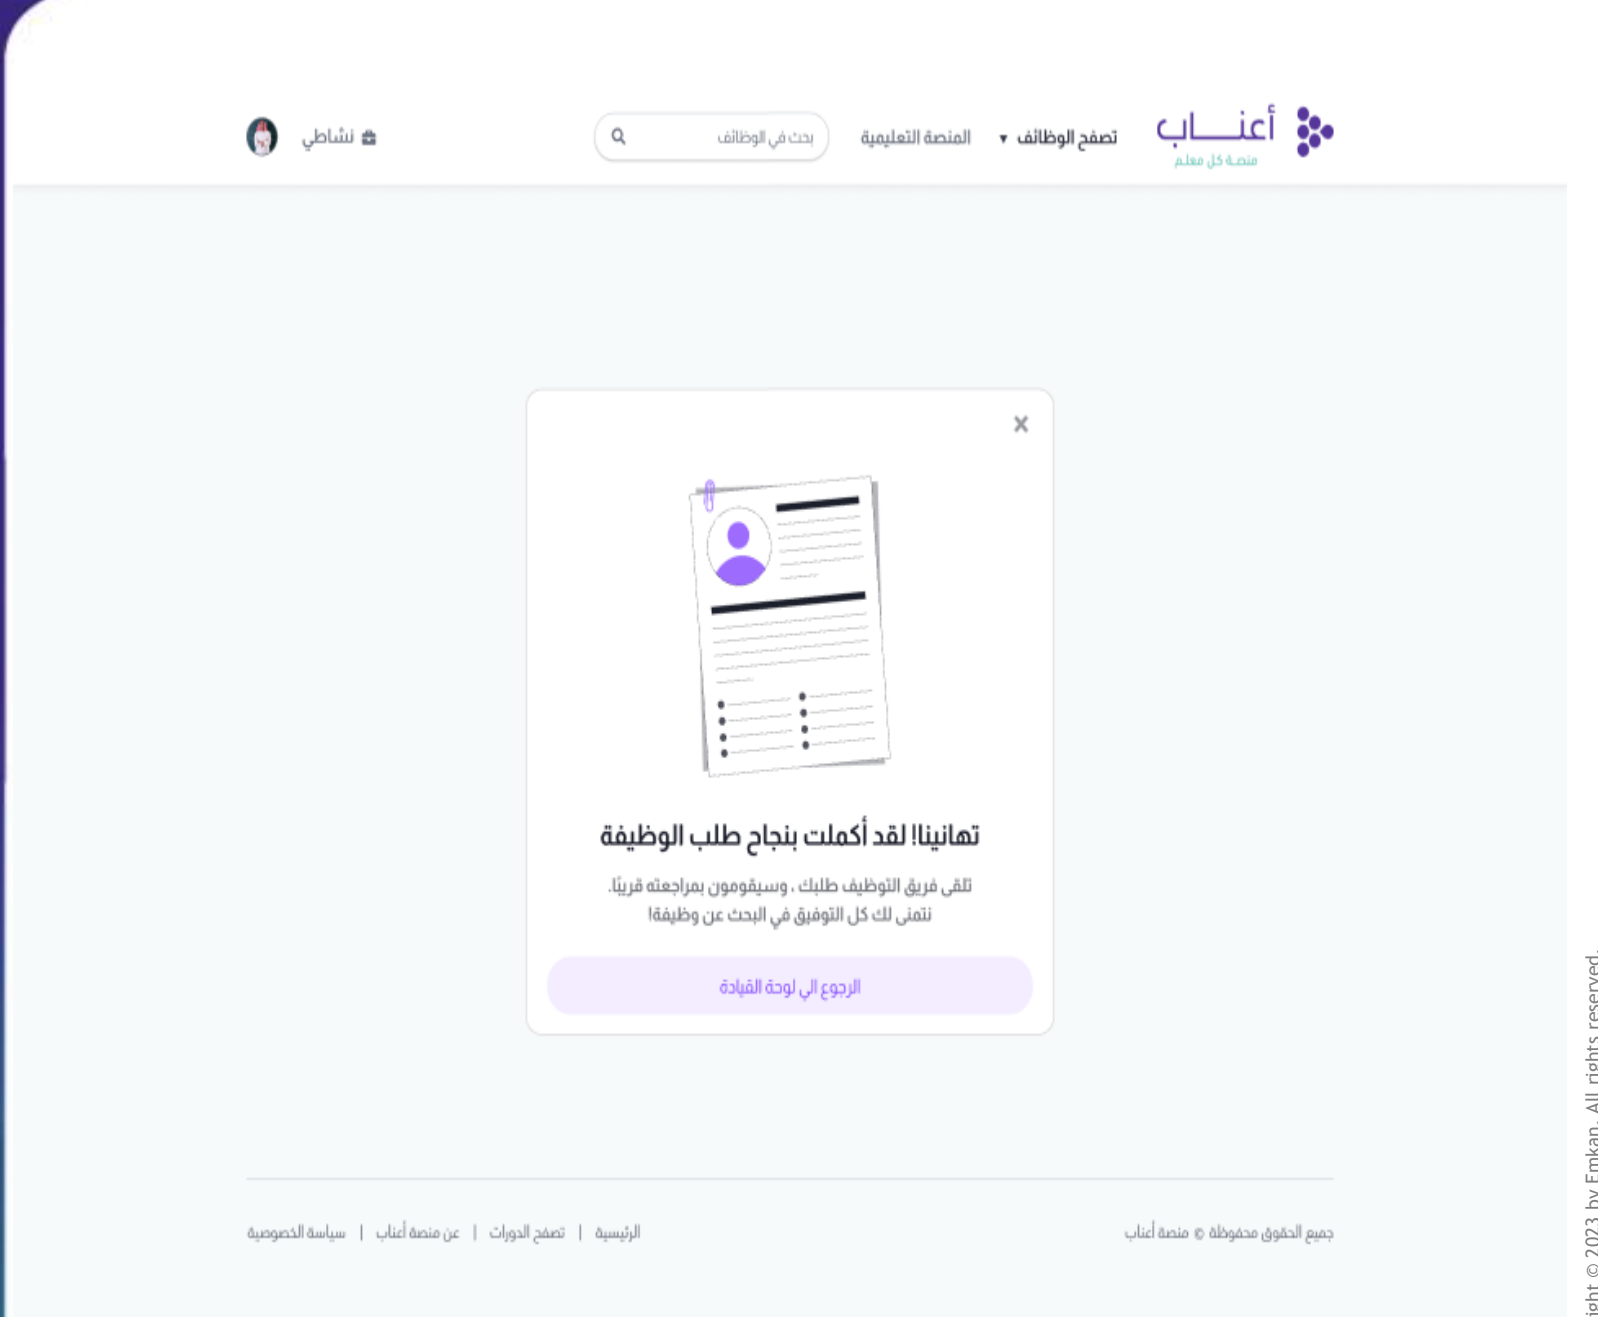 أعنـــاب
منصة كل معلم
تصفح الوظائف ▾
المنصة التعليمية
بحث في الوظائف
نشاطي
تهانينا! لقد أكملت بنجاح طلب الوظيفة
تلقى فريق التوظيف طلبك ، وسيقومون بمراجعته قريبًا.
نتمنى لك كل التوفيق في البحث عن وظيفة!
الرجوع الي لوحة القيادة
جميع الحقوق محفوظة © منصة أعناب
الرئيسية | تصفح الدورات | عن منصة أعناب | سياسة الخصوصية
ight © 2023 by Emkan. All rights reserved.